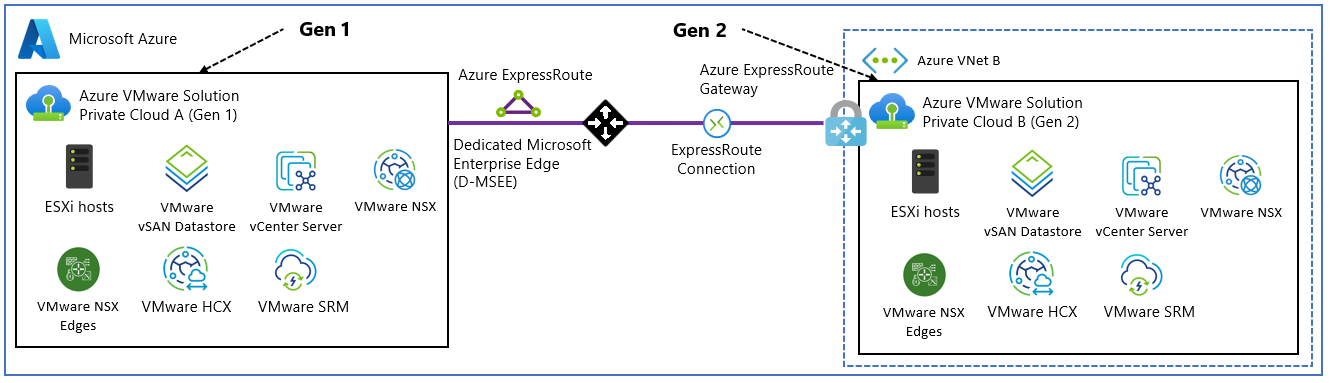 Microsoft Azure
Gen 1
Azure VMware Solution
Private Cloud A (Gen 1)
ESXi hosts
VMware
vSAN Datastore
VMware
vCenter Server
VMware NSX
VMware NSX
Edges
VMware HCX
VMware SRM
Azure ExpressRoute
Dedicated Microsoft
Enterprise Edge
(D-MSEE)
Azure ExpressRoute
Gateway
ExpressRoute
Connection
Gen 2
Azure VNet B
Azure VMware Solution
Private Cloud B (Gen 2)
ESXi hosts
VMware
vSAN Datastore
VMware
vCenter Server
VMware NSX
VMware NSX
Edges
VMware HCX
VMware SRM